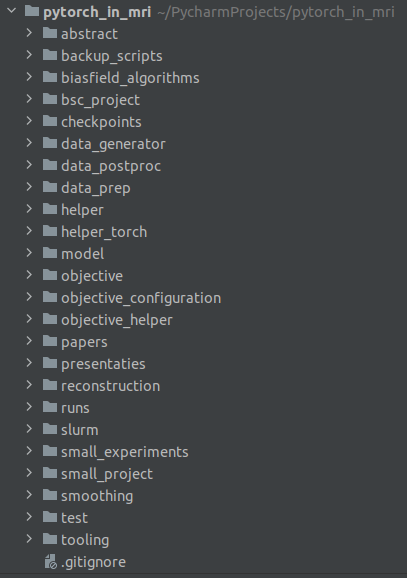 pytorch_in_mri ~/PycharmProjects/pytorch_in_mri
abstract
backup_scripts
biasfield_algorithms
bsc_project
checkpoints
data_generator
data_postproc
data_prep
helper
helper_torch
model
objective
objective_configuration
objective_helper
papers
presentaties
reconstruction
runs
slurm
small_experiments
small_project
smoothing
test
tooling
.gitignore